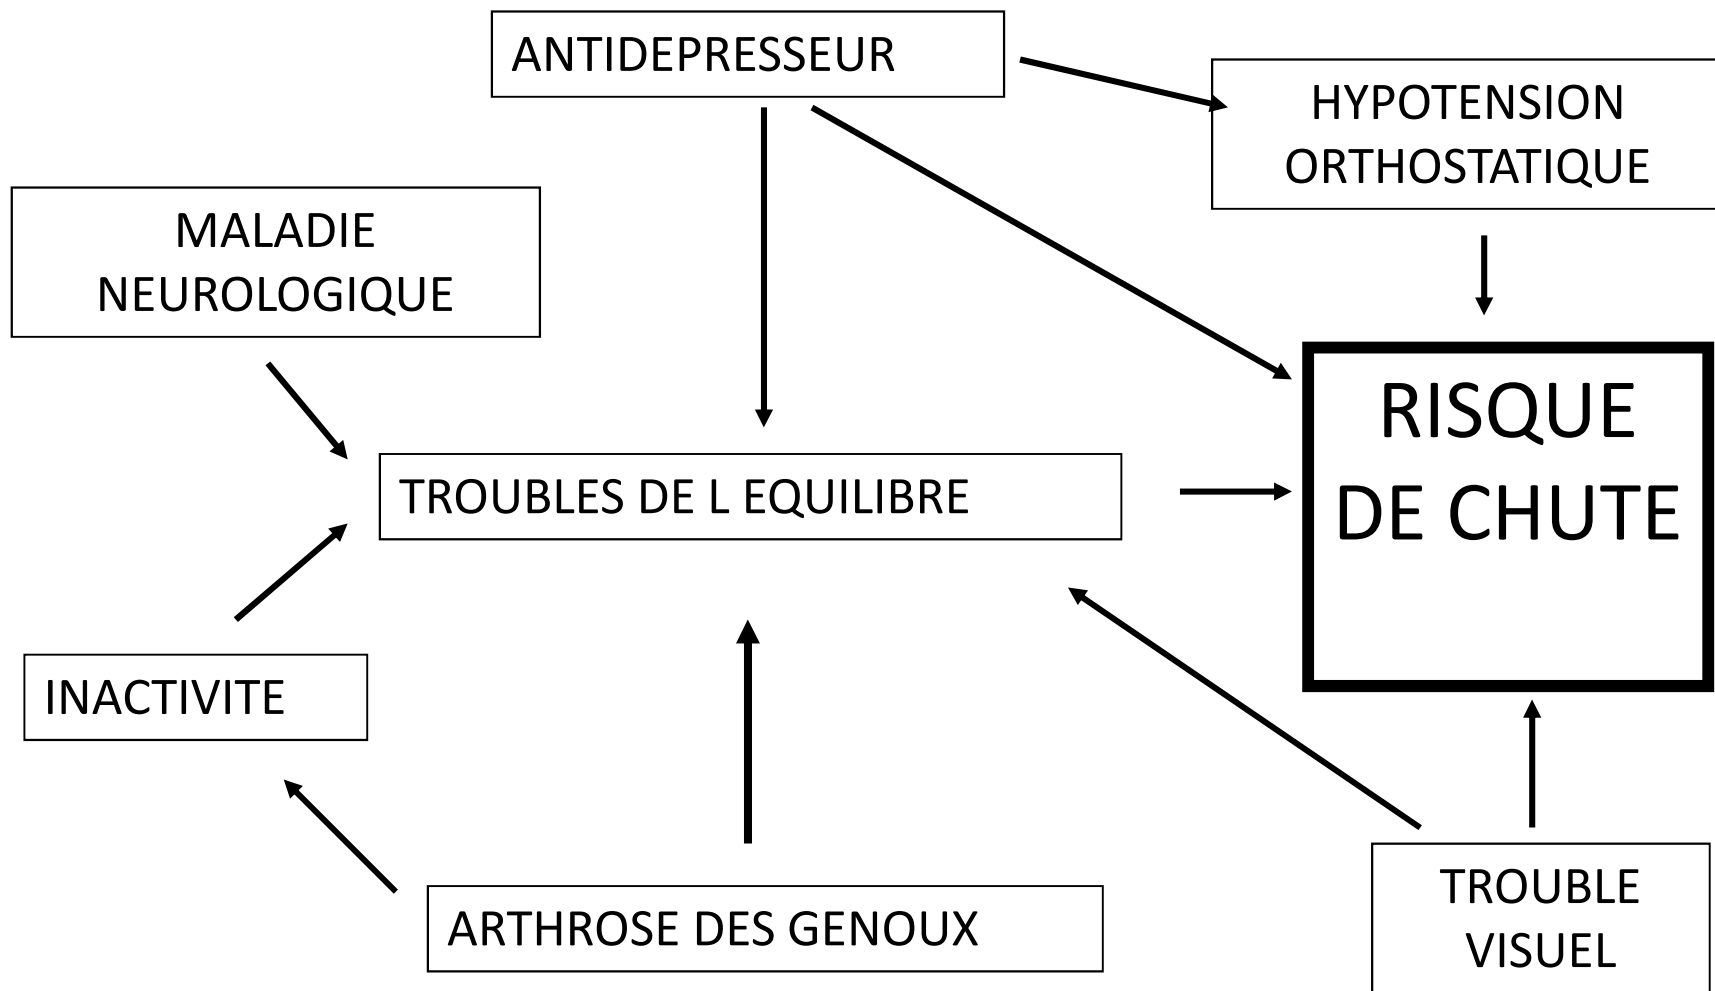 ANTIDEPRESSEUR
HYPOTENSION
ORTHOSTATIQUE
MALADIE
NEUROLOGIQUE
RISQUE
DE CHUTE
TROUBLES DE L EQUILIBRE
INACTIVITE
ARTHROSE DES GENOUX
TROUBLE
VISUEL